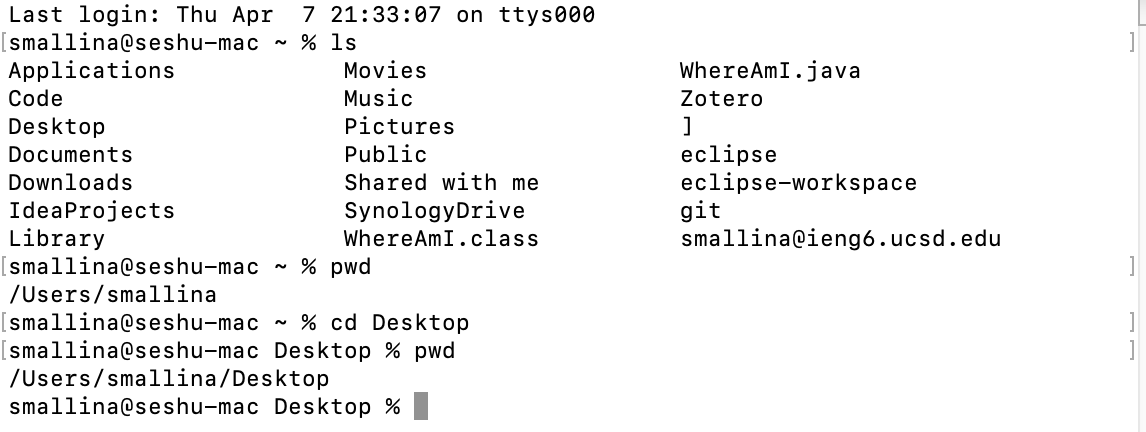 Last login: Thu Apr  7 21:33:07 on ttys000
[smallina@seshu-mac ~ % ls ]
Applications Movies WhereAmI.java
Code Music Zotero
Desktop Pictures ]
Documents Public eclipse
Downloads Shared with me eclipse-workspace
IdeaProjects SynologyDrive git
Library WhereAmI.class smallina@ieng6.ucsd.edu
[smallina@seshu-mac ~ % pwd ]
/Users/smallina
[smallina@seshu-mac ~ % cd Desktop ]
[smallina@seshu-mac Desktop % pwd ]
/Users/smallina/Desktop
smallina@seshu-mac Desktop %